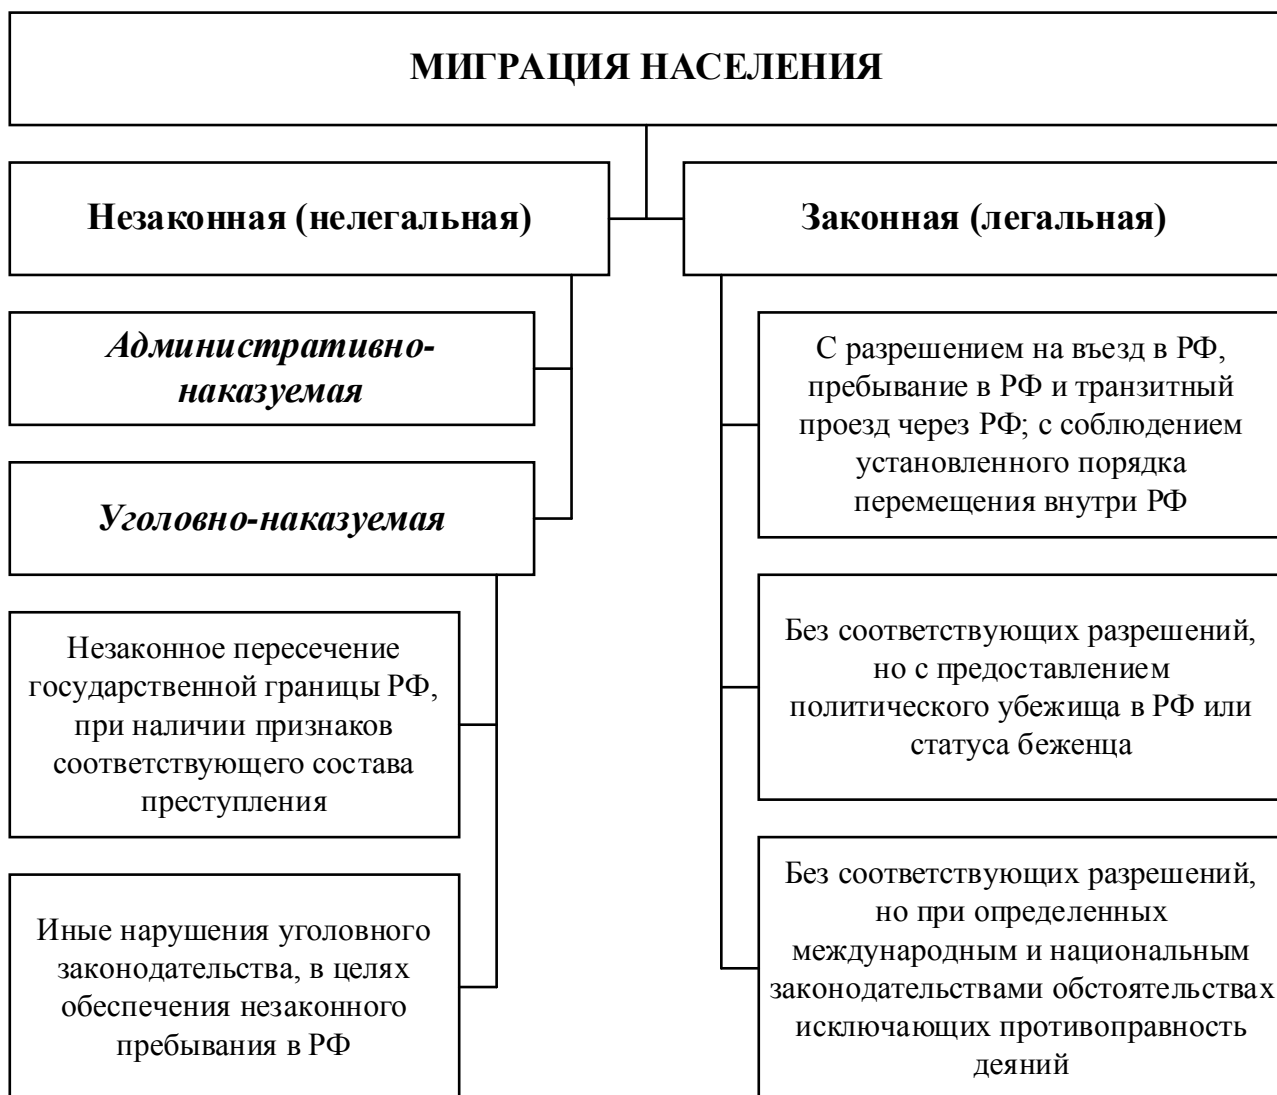 МИГРАЦИЯ НАСЕЛЕНИЯ
Незаконная (нелегальная)
Административно-
наказуемая
Уголовно-наказуемая
Незаконное пересечение
государственной границы РФ,
при наличии признаков
соответствующего состава
преступления
Иные нарушения уголовного
законодательства, в целях
обеспечения незаконного
пребывания в РФ
Законная (легальная)
С разрешением на въезд в РФ,
пребывание в РФ и транзитный
проезд через РФ; с соблюдением
установленного порядка
перемещения внутри РФ
Без соответствующих разрешений,
но с предоставлением
политического убежища в РФ или
статуса беженца
Без соответствующих разрешений,
но при определенных
международным и национальным
законодательствами обстоятельствах
исключающих противоправность
деяний